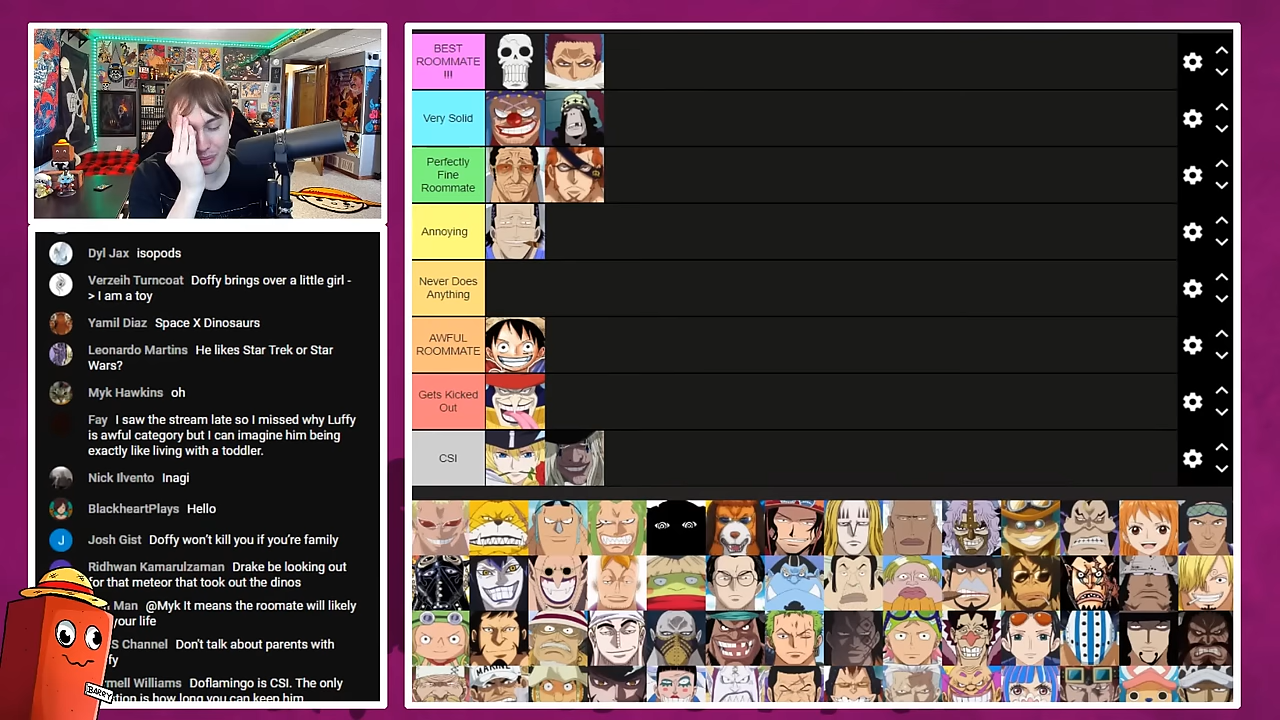 Dyl Jax isopods
Verzeih Turncoat Doffy brings over a little girl -
> I am a toy
Yamil Diaz Space X Dinosaurs
Leonardo Martins He likes Star Trek or Star
Wars?
Myk Hawkins oh
Fay I saw the stream late so I missed why Luffy
is awful category but I can imagine him being
exactly like living with a toddler.
Nick Ilvento Inagi
BlackheartPlays Hello
J Josh Gist Doffy won't kill you if you're family
Ridhwan Kamarulzaman Drake be looking out
for that meteor that took out the dinos
Man @Myk It means the roomate will likely
your life
S Channel Don't talk about parents with
Williams Doflamingo is CSI. The only
is how long you can keep him
BARRY
BEST
ROOMMATE
!!!
Very Solid
Perfectly
Fine
Roommate
Annoying
Never Does
Anything
AWFUL
ROOMMATE
Gets Kicked
Out
CSI
MARINE